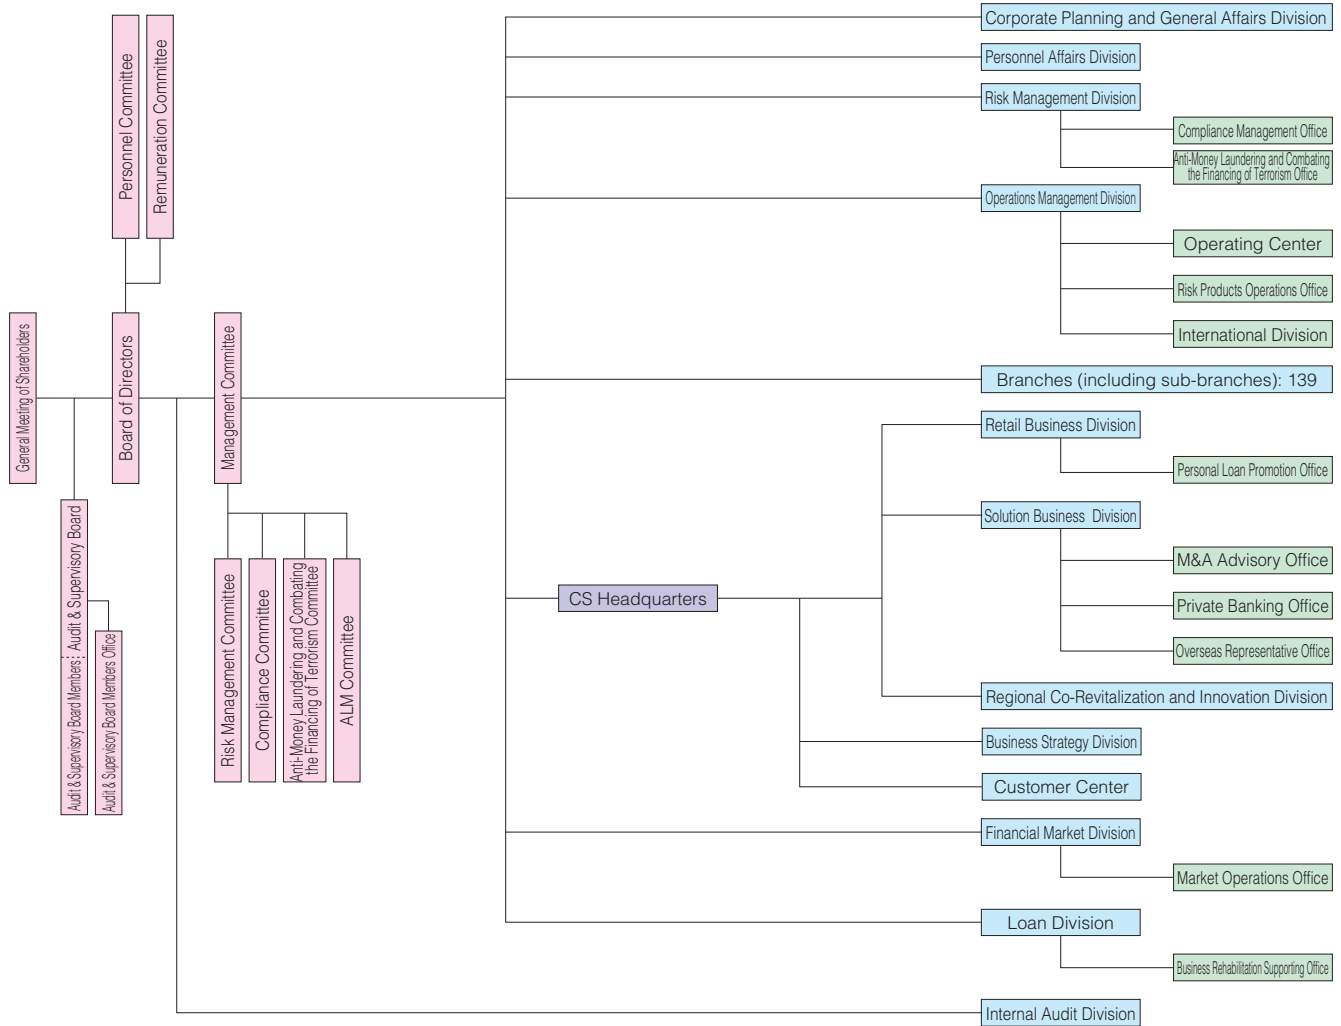 Corporate Planning and General Affairs Division
Personnel Affairs Division
Risk Management Division
Compliance Management Office
Anti-Money Laundering and Combating
the Financing of Terrorism Office
Operations Management Division
Operating Center
Risk Products Operations Office
International Division
Branches (including sub-branches): 139
Retail Business Division
Personal Loan Promotion Office
Solution Business Division
M&A Advisory Office
Private Banking Office
Overseas Representative Office
CS Headquarters
Regional Co-Revitalization and Innovation Division
Business Strategy Division
Customer Center
Financial Market Division
Market Operations Office
Loan Division
Business Rehabilitation Supporting Office
Internal Audit Division
Personnel Committee
Remuneration Committee
General Meeting of Shareholders
Board of Directors
Management Committee
Audit & Supervisory Board
Audit & Supervisory Board Members
Audit & Supervisory Board Members Office
Risk Management Committee
Compliance Committee
Anti-Money Laundering and Combating
the Financing of Terrorism Committee
ALM Committee